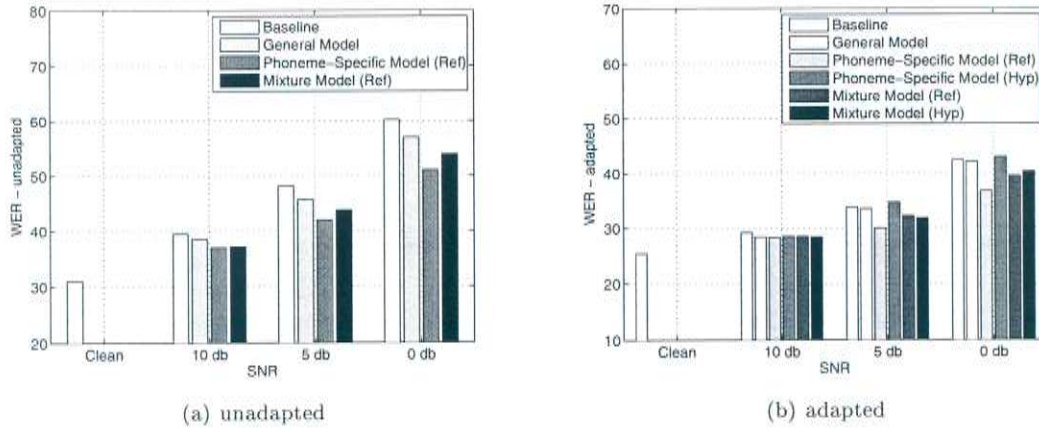 80
70
60
50
40
30
20
WER – unadapted
Baseline
General Model
Phoneme–Specific Model (Ref)
Mixture Model (Ref)
Clean
10 db
5 db
0 db
SNR
(a) unadapted
70
60
50
40
30
20
10
WER – adapted
Baseline
General Model
Phoneme–Specific Model (Ref)
Phoneme–Specific Model (Hyp)
Mixture Model (Ref)
Mixture Model (Hyp)
Clean
10 db
5 db
0 db
SNR
(b) adapted